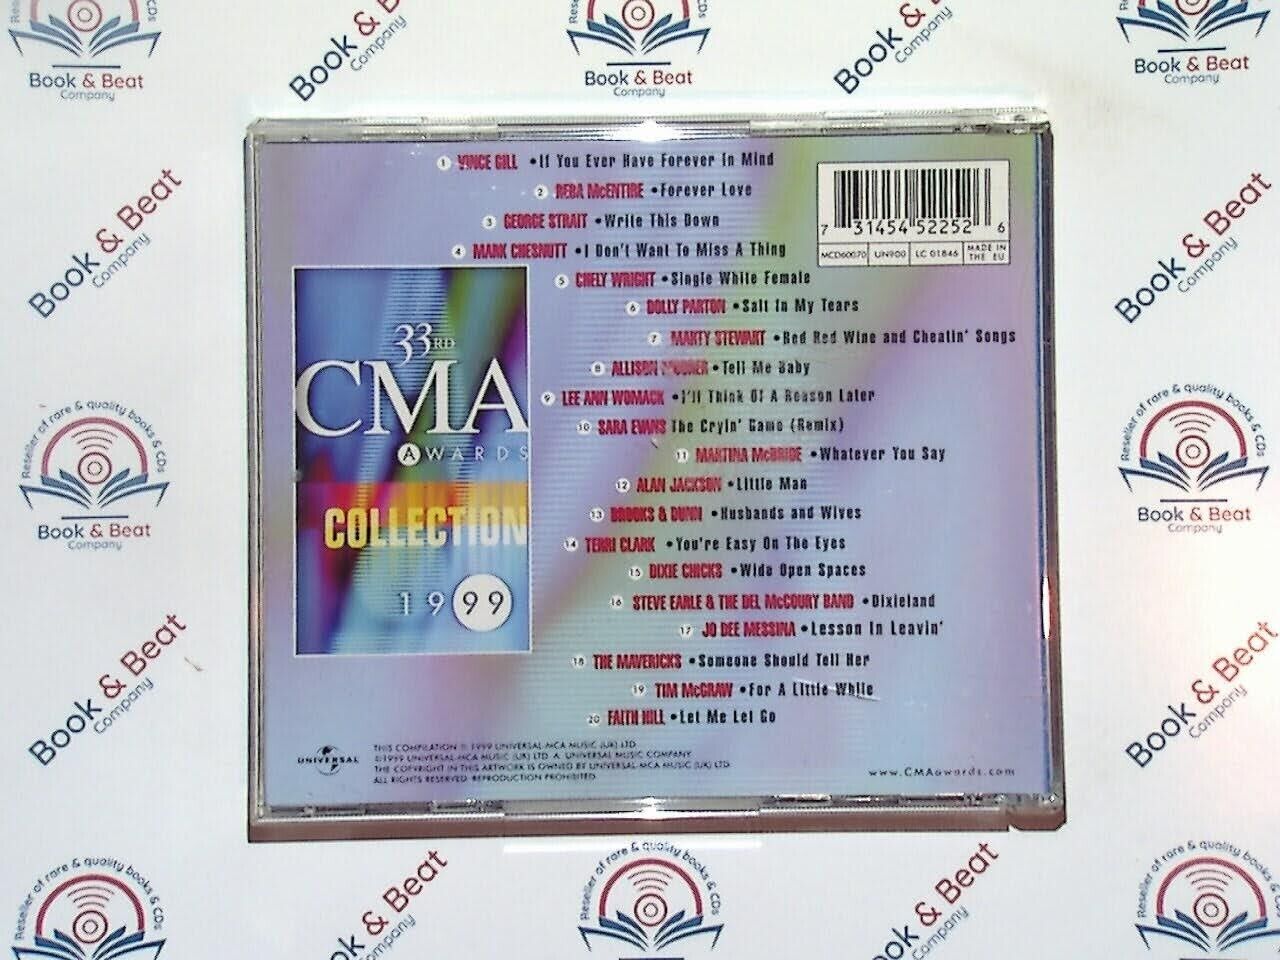 Book & Beat
Company
1 VINCE GILL • If You Ever Have Forever In Mind
2 REBA McENTIRE • Forever Love
3 GEORGE STRAIT • Write This Down
4 MARK CHESNUTT • I Don't Want To Miss A Thing
5 CHELY WRIGHT • Single White Female
6 DOLLY PARTON • Salt In My Tears
7 MARTY STEWART • Red Red Wine and Cheatin' Songs
8 ALLISON MOORER • Tell Me Baby
9 LEE ANN WOMACK • I'll Think Of A Reason Later
10 SARA EVANS The Cryin' Game (Remix)
11 MARTINA McBRIDE • Whatever You Say
12 ALAN JACKSON • Little Man
13 BROOKS & DUNN • Husbands and Wives
14 TERRI CLARK • You're Easy On The Eyes
15 DIXIE CHICKS • Wide Open Spaces
16 STEVE EARLE & THE DEL McCOURY BAND • Dixieland
17 JO DEE MESSINA • Lesson In Leavin'
18 THE MAVERICKS • Someone Should Tell Her
19 TIM McGRAW • For A Little While
20 FAITH HILL • Let Me Let Go
7 31454 52252 6
MCD60070 UN900 LC 01846 MADE IN THE EU
33RD
CMA
AWARDS
COLLECTION
1999
UNIVERSAL
THIS COMPILATION ℗ 1999 UNIVERSAL-MCA MUSIC (UK) LTD
©1999 UNIVERSAL-MCA MUSIC (UK) LTD. A UNIVERSAL MUSIC COMPANY
THE COPYRIGHT IN THIS ARTWORK IS OWNED BY UNIVERSAL-MCA MUSIC (UK) LTD
ALL RIGHTS RESERVED. REPRODUCTION PROHIBITED.
www.CMAawards.com
Reseller of rare & quality books & CDs
Book & Beat
Company